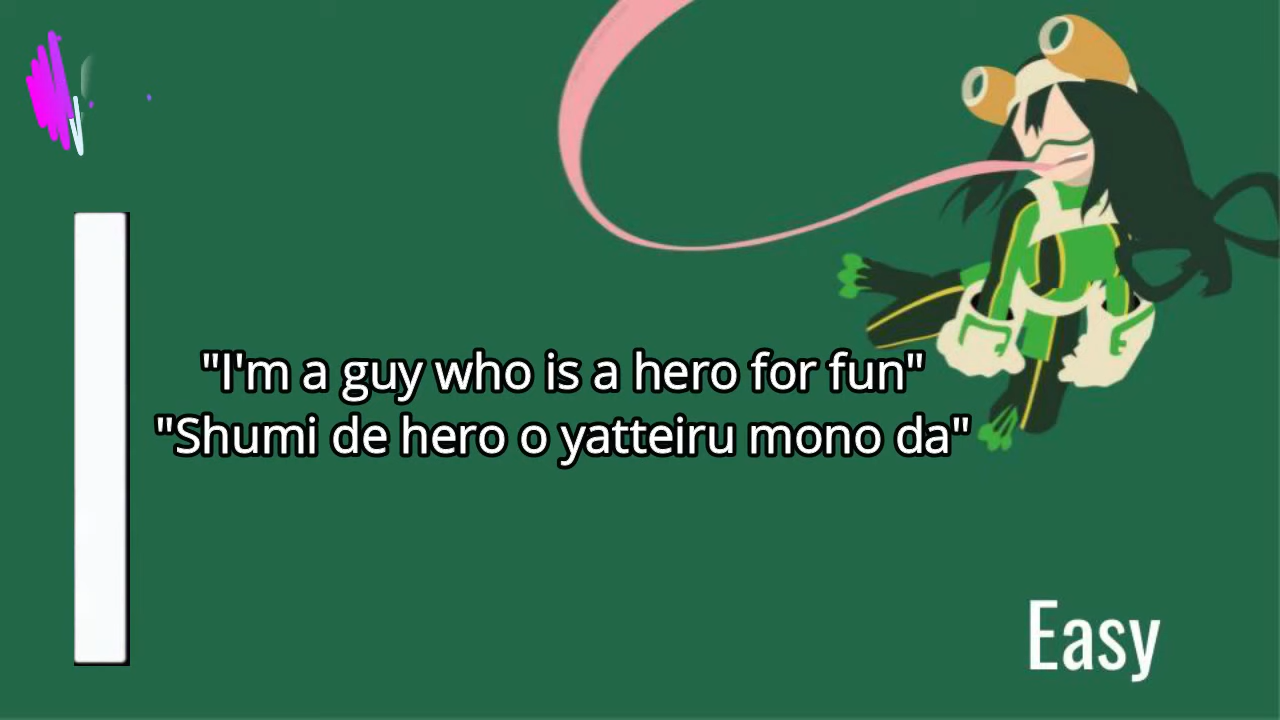 "I'm a guy who is a hero for fun"
"Shumi de hero o yatteiru mono da"
Easy